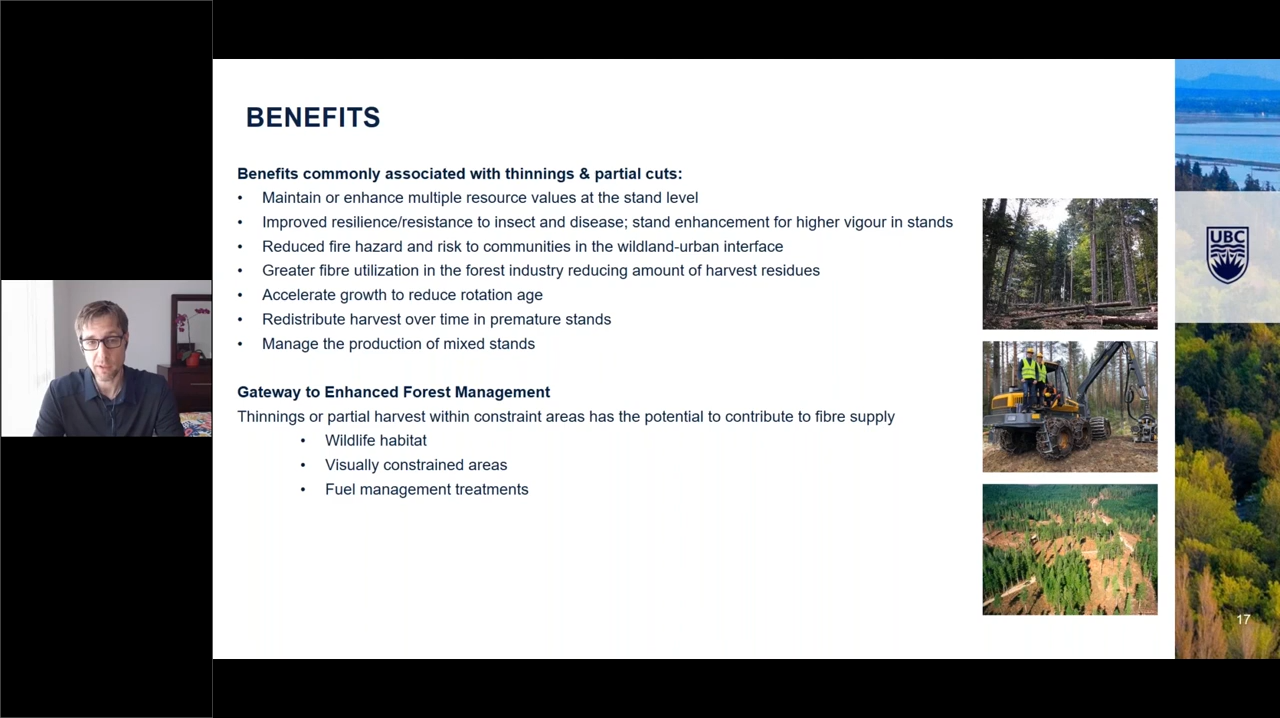 BENEFITS
Benefits commonly associated with thinnings & partial cuts:
• Maintain or enhance multiple resource values at the stand level
• Improved resilience/resistance to insect and disease; stand enhancement for higher vigour in stands
• Reduced fire hazard and risk to communities in the wildland-urban interface
• Greater fibre utilization in the forest industry reducing amount of harvest residues
• Accelerate growth to reduce rotation age
• Redistribute harvest over time in premature stands
• Manage the production of mixed stands
Gateway to Enhanced Forest Management
Thinnings or partial harvest within constraint areas has the potential to contribute to fibre supply
• Wildlife habitat
• Visually constrained areas
• Fuel management treatments
UBC
17